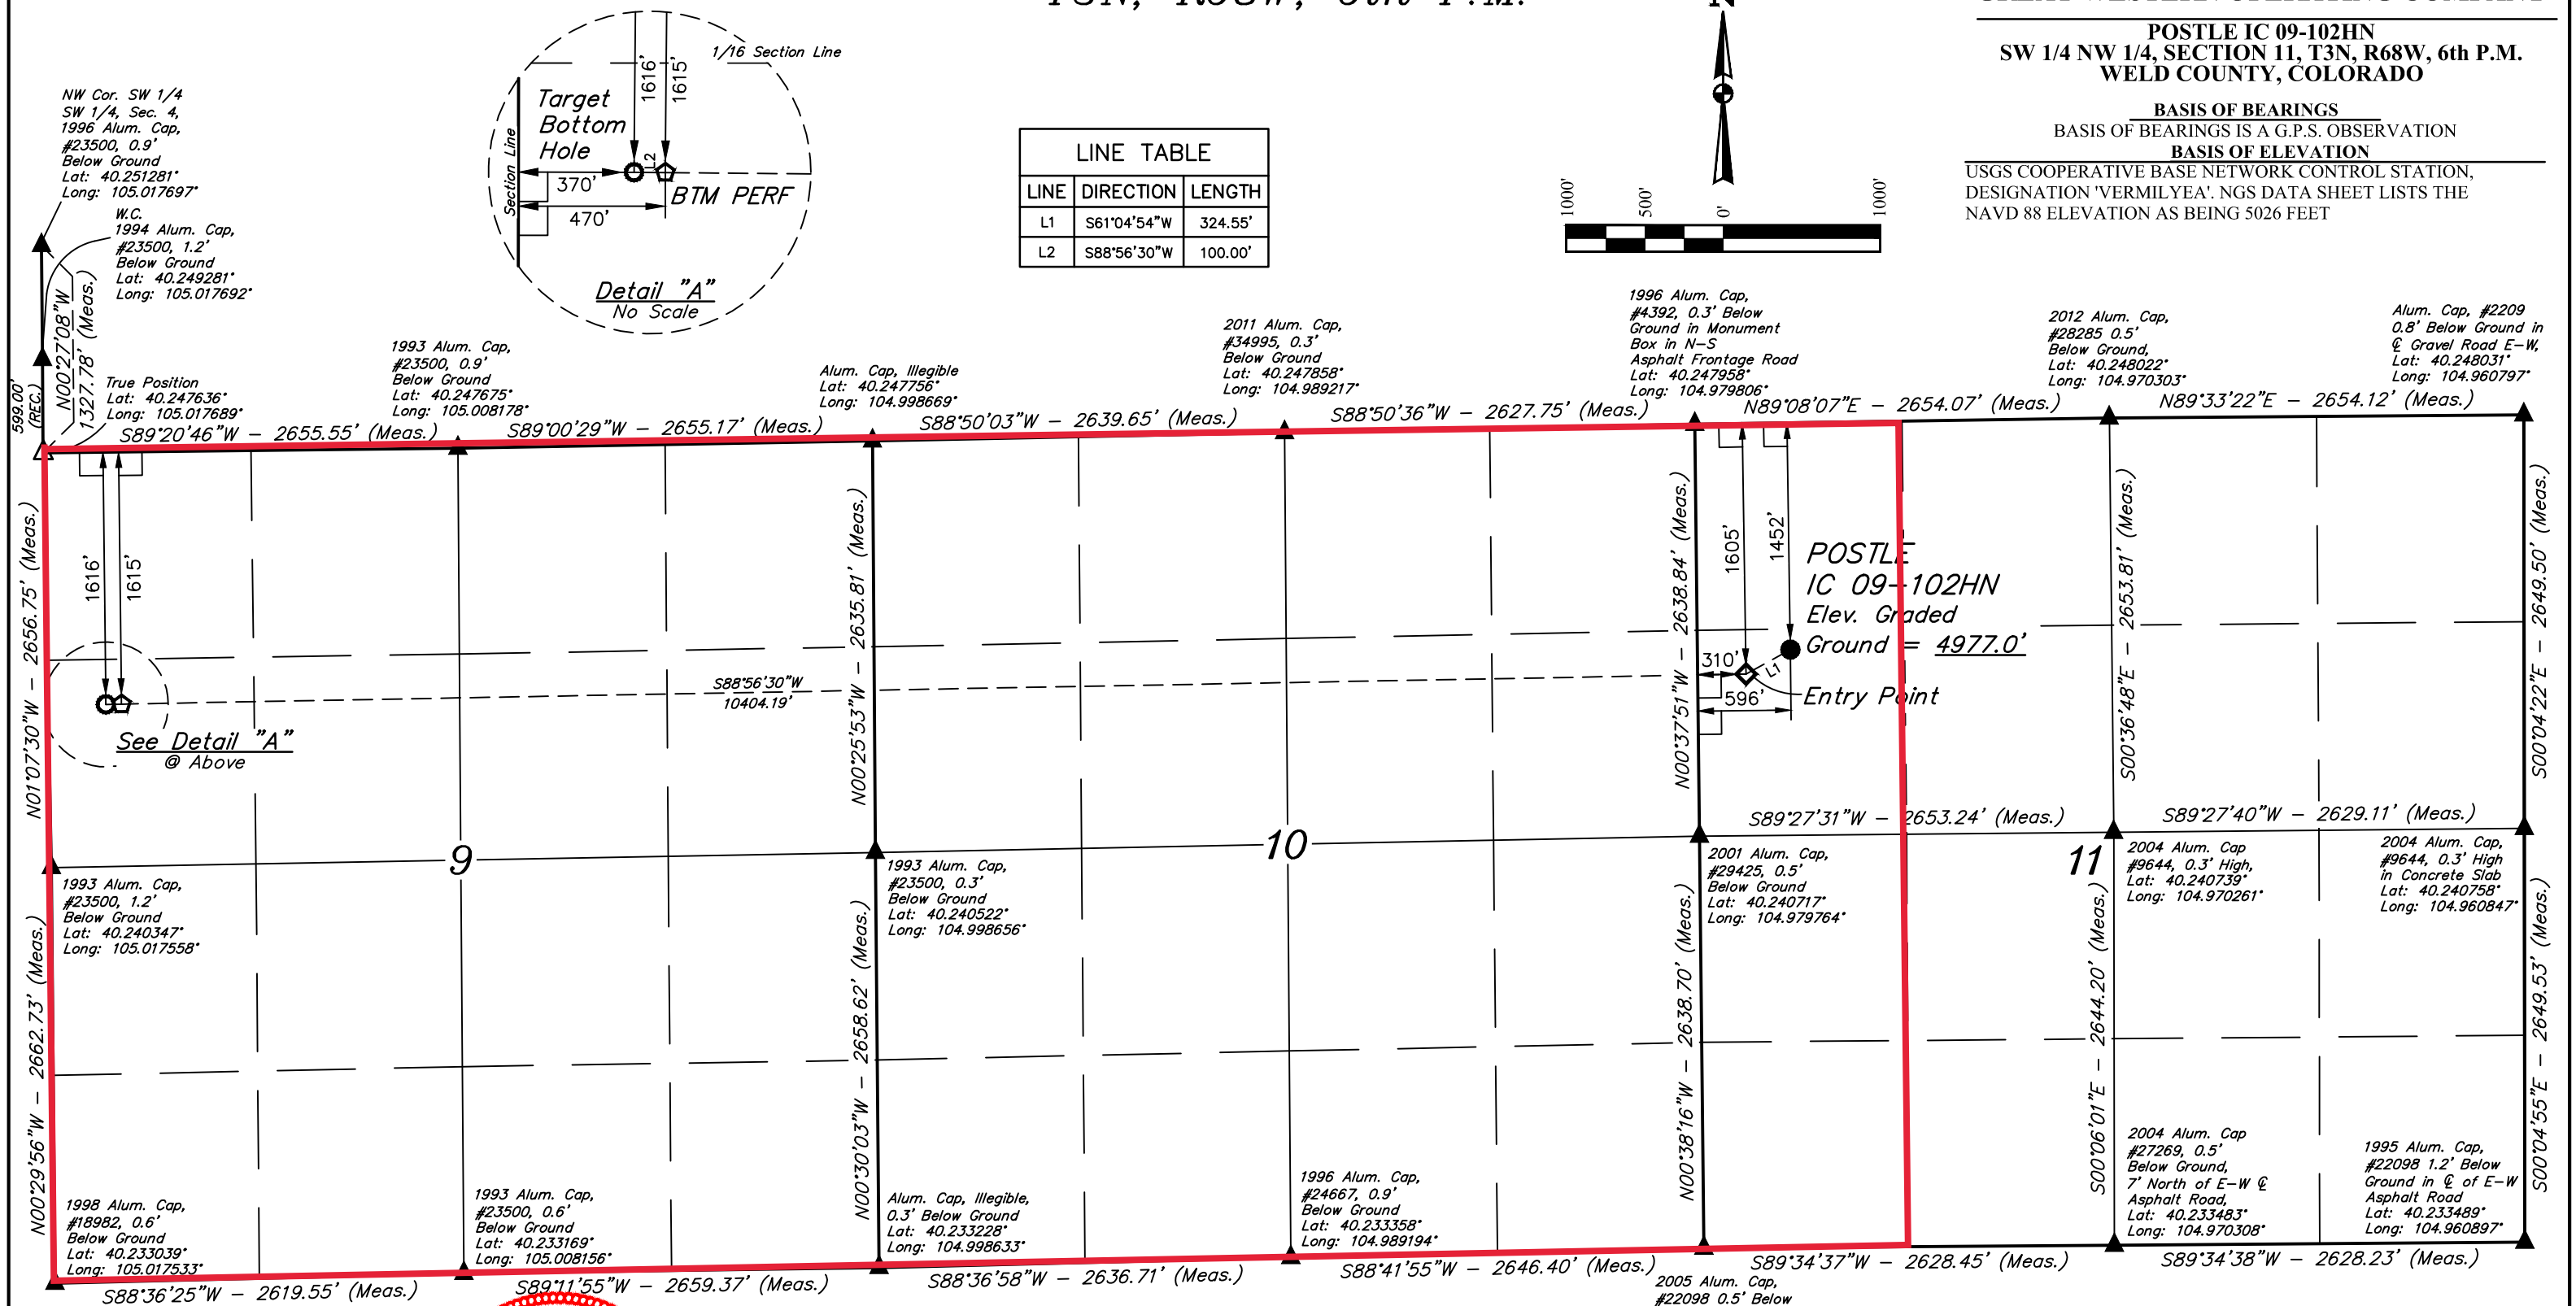 POSTLE IC 09-102HN
SW 1/4 NW 1/4, SECTION 11, T3N, R68W, 6th P.M.
WELD COUNTY, COLORADO
BASIS OF BEARINGS
BASIS OF BEARINGS IS A G.P.S. OBSERVATION
BASIS OF ELEVATION
USGS COOPERATIVE BASE NETWORK CONTROL STATION,
DESIGNATION 'VERMILYEA'. NGS DATA SHEET LISTS THE
NAVD 88 ELEVATION AS BEING 5026 FEET
N
1000'
500'
0'
1000'
LINE TABLE
LINE DIRECTION LENGTH
L1 S61°04'54"W 324.55'
L2 S88°56'30"W 100.00'
1/16 Section Line
1616'
1615'
Target
Bottom
Hole
Section Line
L2
370'
470'
BTM PERF
Detail "A"
No Scale
NW Cor. SW 1/4
SW 1/4, Sec. 4,
1996 Alum. Cap,
#23500, 0.9'
Below Ground
Lat: 40.251281°
Long: 105.017697°
W.C.
1994 Alum. Cap,
#23500, 1.2'
Below Ground
Lat: 40.249281°
Long: 105.017692°
N00°27'08"W
1327.78' (Meas.)
599.00'
(REC.)
True Position
Lat: 40.247636°
Long: 105.017689°
1993 Alum. Cap,
#23500, 0.9'
Below Ground
Lat: 40.247675°
Long: 105.008178°
Alum. Cap, Illegible
Lat: 40.247756°
Long: 104.998669°
2011 Alum. Cap,
#34995, 0.3'
Below Ground
Lat: 40.247858°
Long: 104.989217°
1996 Alum. Cap,
#4392, 0.3' Below
Ground in Monument
Box in N-S
Asphalt Frontage Road
Lat: 40.247958°
Long: 104.979806°
2012 Alum. Cap,
#28285 0.5'
Below Ground,
Lat: 40.248022°
Long: 104.970303°
Alum. Cap, #2209
0.8' Below Ground in
℄ Gravel Road E-W,
Lat: 40.248031°
Long: 104.960797°
S89°20'46"W - 2655.55' (Meas.)
S89°00'29"W - 2655.17' (Meas.)
S88°50'03"W - 2639.65' (Meas.)
S88°50'36"W - 2627.75' (Meas.)
N89°08'07"E - 2654.07' (Meas.)
N89°33'22"E - 2654.12' (Meas.)
N01°07'30"W - 2656.75' (Meas.)
1616'
1615'
See Detail "A"
@ Above
S88°56'30"W
10404.19'
N00°25'53"W - 2635.81' (Meas.)
N00°37'51"W - 2638.84' (Meas.)
1605'
1452'
POSTLE
IC 09-102HN
Elev. Graded
Ground = 4977.0'
310'
L1
596'
Entry Point
S00°36'48"E - 2653.81' (Meas.)
S00°04'22"E - 2649.50' (Meas.)
S89°27'31"W - 2653.24' (Meas.)
S89°27'40"W - 2629.11' (Meas.)
9
10
11
1993 Alum. Cap,
#23500, 1.2'
Below Ground
Lat: 40.240347°
Long: 105.017558°
1993 Alum. Cap,
#23500, 0.3'
Below Ground
Lat: 40.240522°
Long: 104.998656°
2001 Alum. Cap,
#29425, 0.5'
Below Ground
Lat: 40.240717°
Long: 104.979764°
2004 Alum. Cap
#9644, 0.3' High,
Lat: 40.240739°
Long: 104.970261°
2004 Alum. Cap,
#9644, 0.3' High
in Concrete Slab
Lat: 40.240758°
Long: 104.960847°
N00°29'56"W - 2662.73' (Meas.)
N00°30'03"W - 2658.62' (Meas.)
N00°38'16"W - 2638.70' (Meas.)
S00°06'01"E - 2644.20' (Meas.)
S00°04'55"E - 2649.53' (Meas.)
1998 Alum. Cap,
#18982, 0.6'
Below Ground
Lat: 40.233039°
Long: 105.017533°
1993 Alum. Cap,
#23500, 0.6'
Below Ground
Lat: 40.233169°
Long: 105.008156°
Alum. Cap, Illegible,
0.3' Below Ground
Lat: 40.233228°
Long: 104.998633°
1996 Alum. Cap,
#24667, 0.9'
Below Ground
Lat: 40.233358°
Long: 104.989194°
2004 Alum. Cap
#27269, 0.5'
Below Ground,
7' North of E-W ℄
Asphalt Road,
Lat: 40.233483°
Long: 104.970308°
1995 Alum. Cap,
#22098 1.2' Below
Ground in ℄ of E-W
Asphalt Road
Lat: 40.233489°
Long: 104.960897°
S88°36'25"W - 2619.55' (Meas.)
S89°11'55"W - 2659.37' (Meas.)
S88°36'58"W - 2636.71' (Meas.)
S88°41'55"W - 2646.40' (Meas.)
S89°34'37"W - 2628.45' (Meas.)
S89°34'38"W - 2628.23' (Meas.)
2005 Alum. Cap,
#22098 0.5' Below